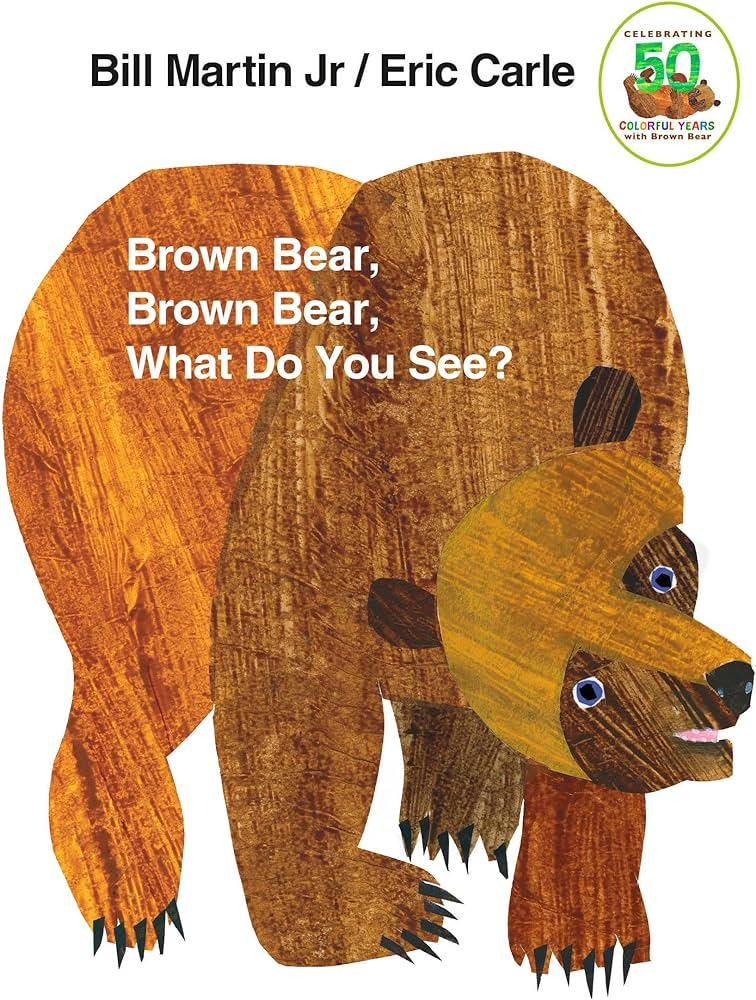 Bill Martin Jr / Eric Carle
CELEBRATING
50
COLORFUL YEARS
with Brown Bear
Brown Bear,
Brown Bear,
What Do You See?